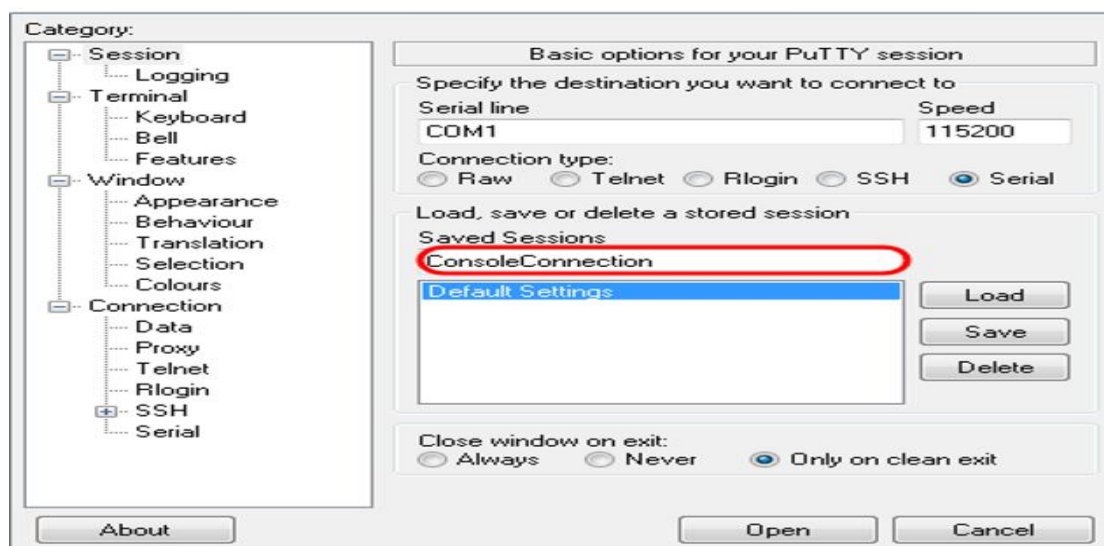 Category:
Session
Logging
Terminal
Keyboard
Bell
Features
Window
Appearance
Behaviour
Translation
Selection
Colours
Connection
Data
Proxy
Telnet
Rlogin
SSH
Serial
Basic options for your PuTTY session
Specify the destination you want to connect to
Serial line Speed
COM1 115200
Connection type:
Raw Telnet Rlogin SSH Serial
Load, save or delete a stored session
Saved Sessions
ConsoleConnection
Default Settings
Load
Save
Delete
Close window on exit:
Always Never Only on clean exit
About Open Cancel